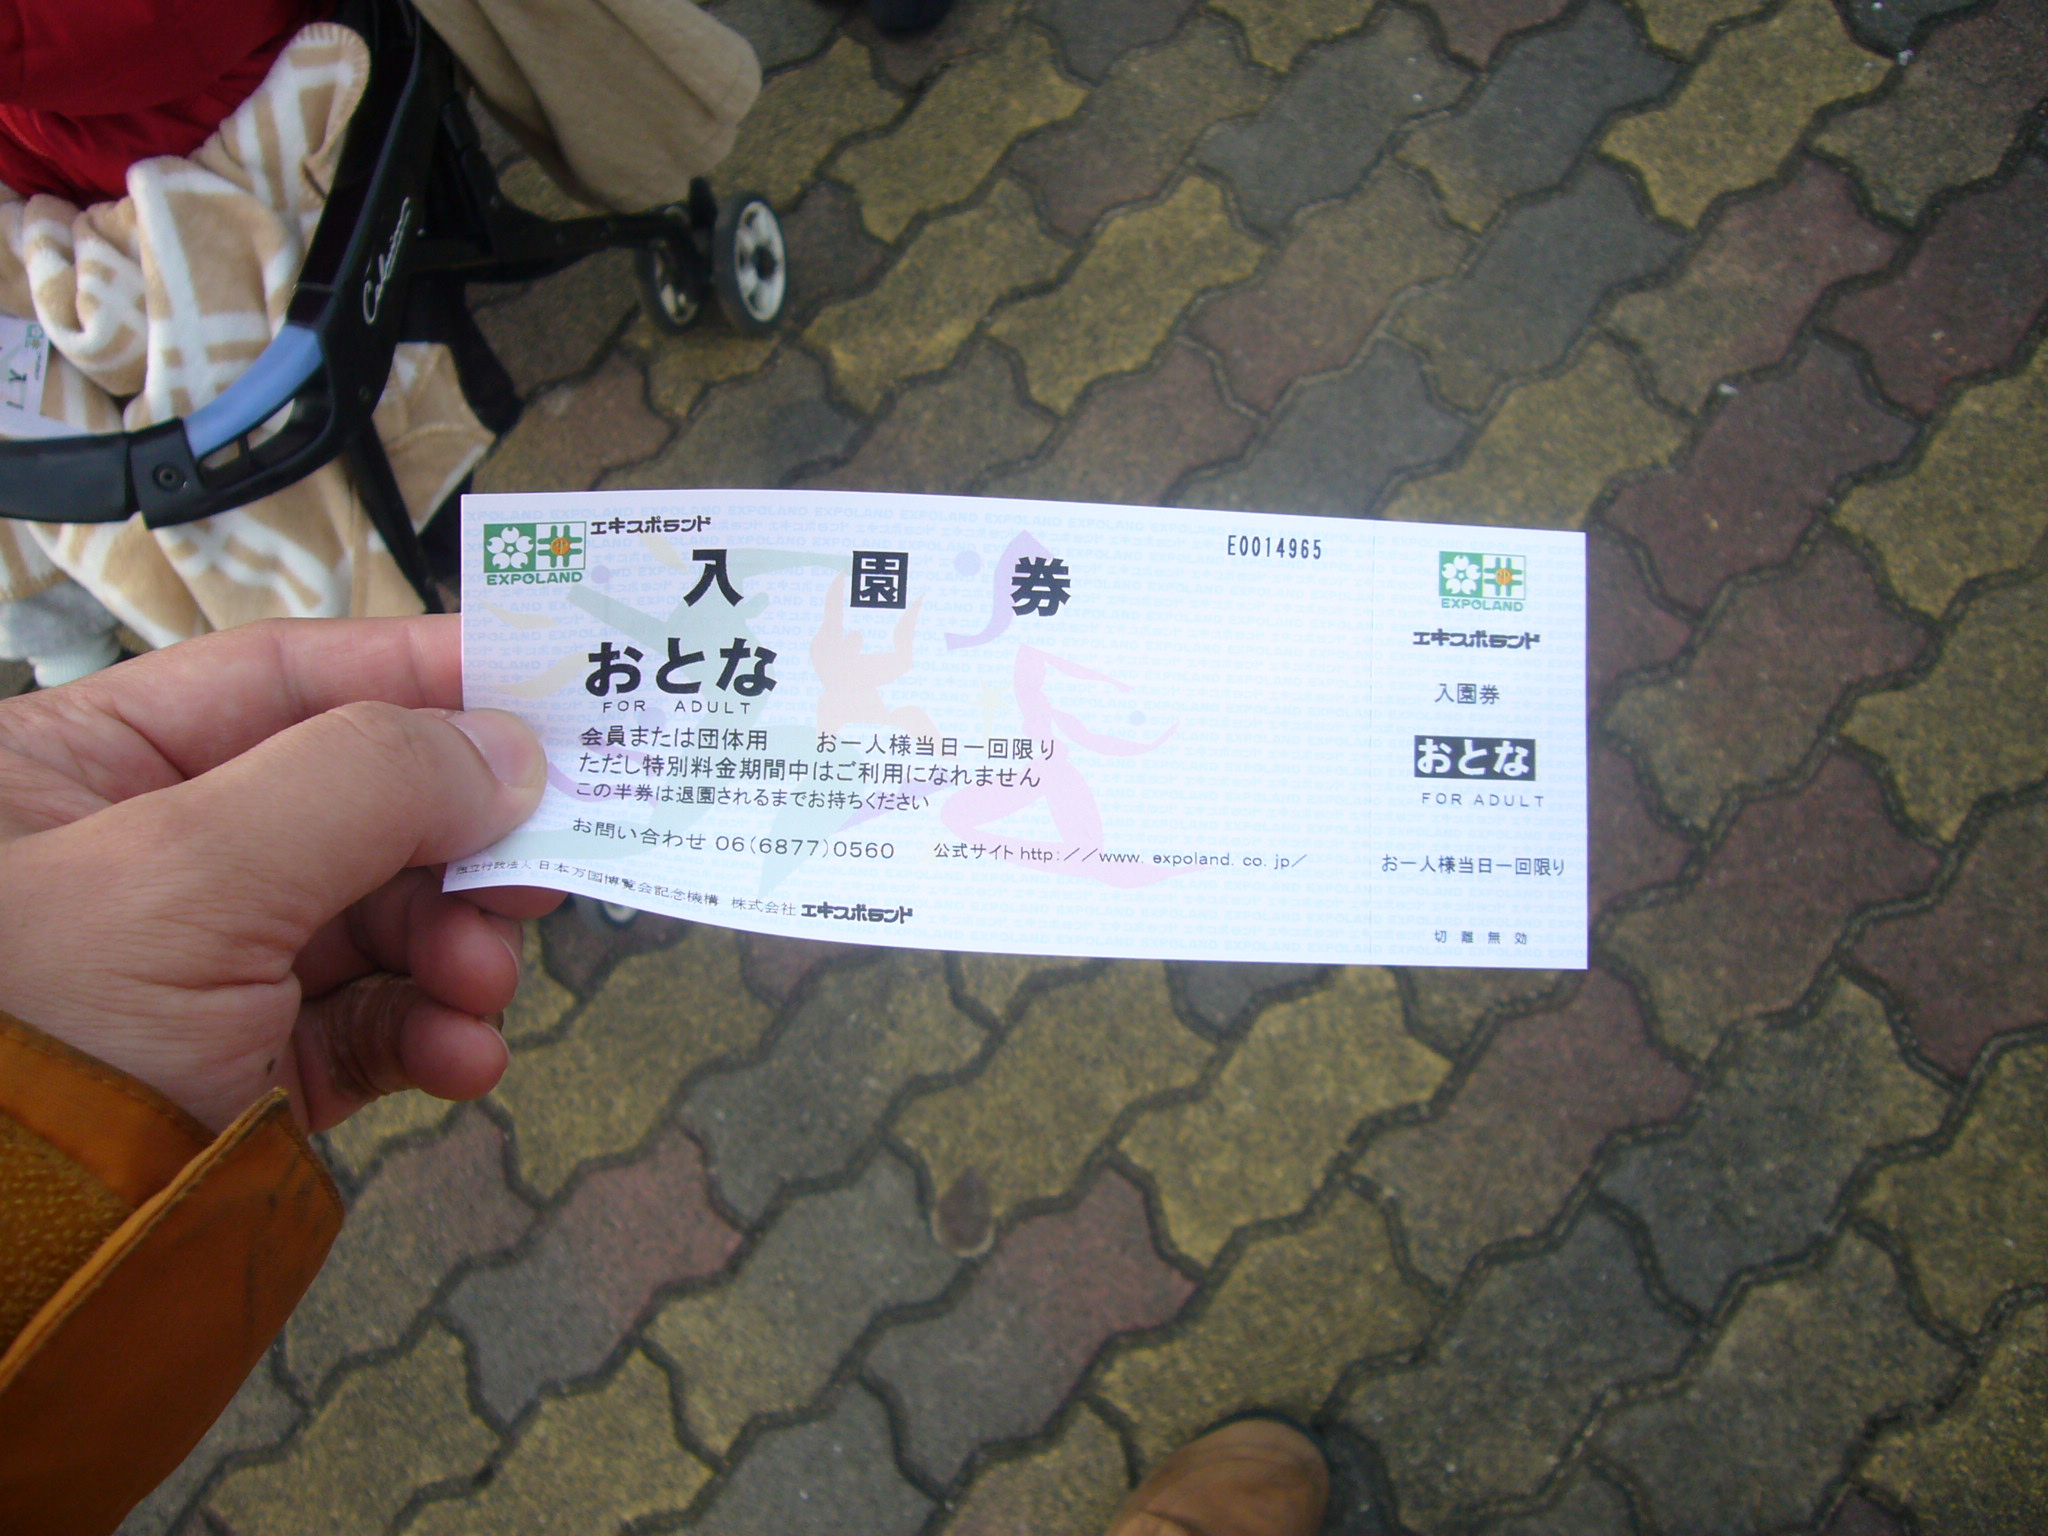 Cabin
エキスポランド
EXPOLAND
入園券
E0014965
おとな
FOR ADULT
会員または団体用 お一人様当日一回限り
ただし特別料金期間中はご利用になれません
この半券は退園されるまでお持ちください
お問い合わせ 06(6877)0560 公式サイト http://www.expoland.co.jp/
独立行政法人 日本万国博覧会記念機構 株式会社 エキスポランド
EXPOLAND
エキスポランド
入園券
おとな
FOR ADULT
お一人様当日一回限り
切離無効